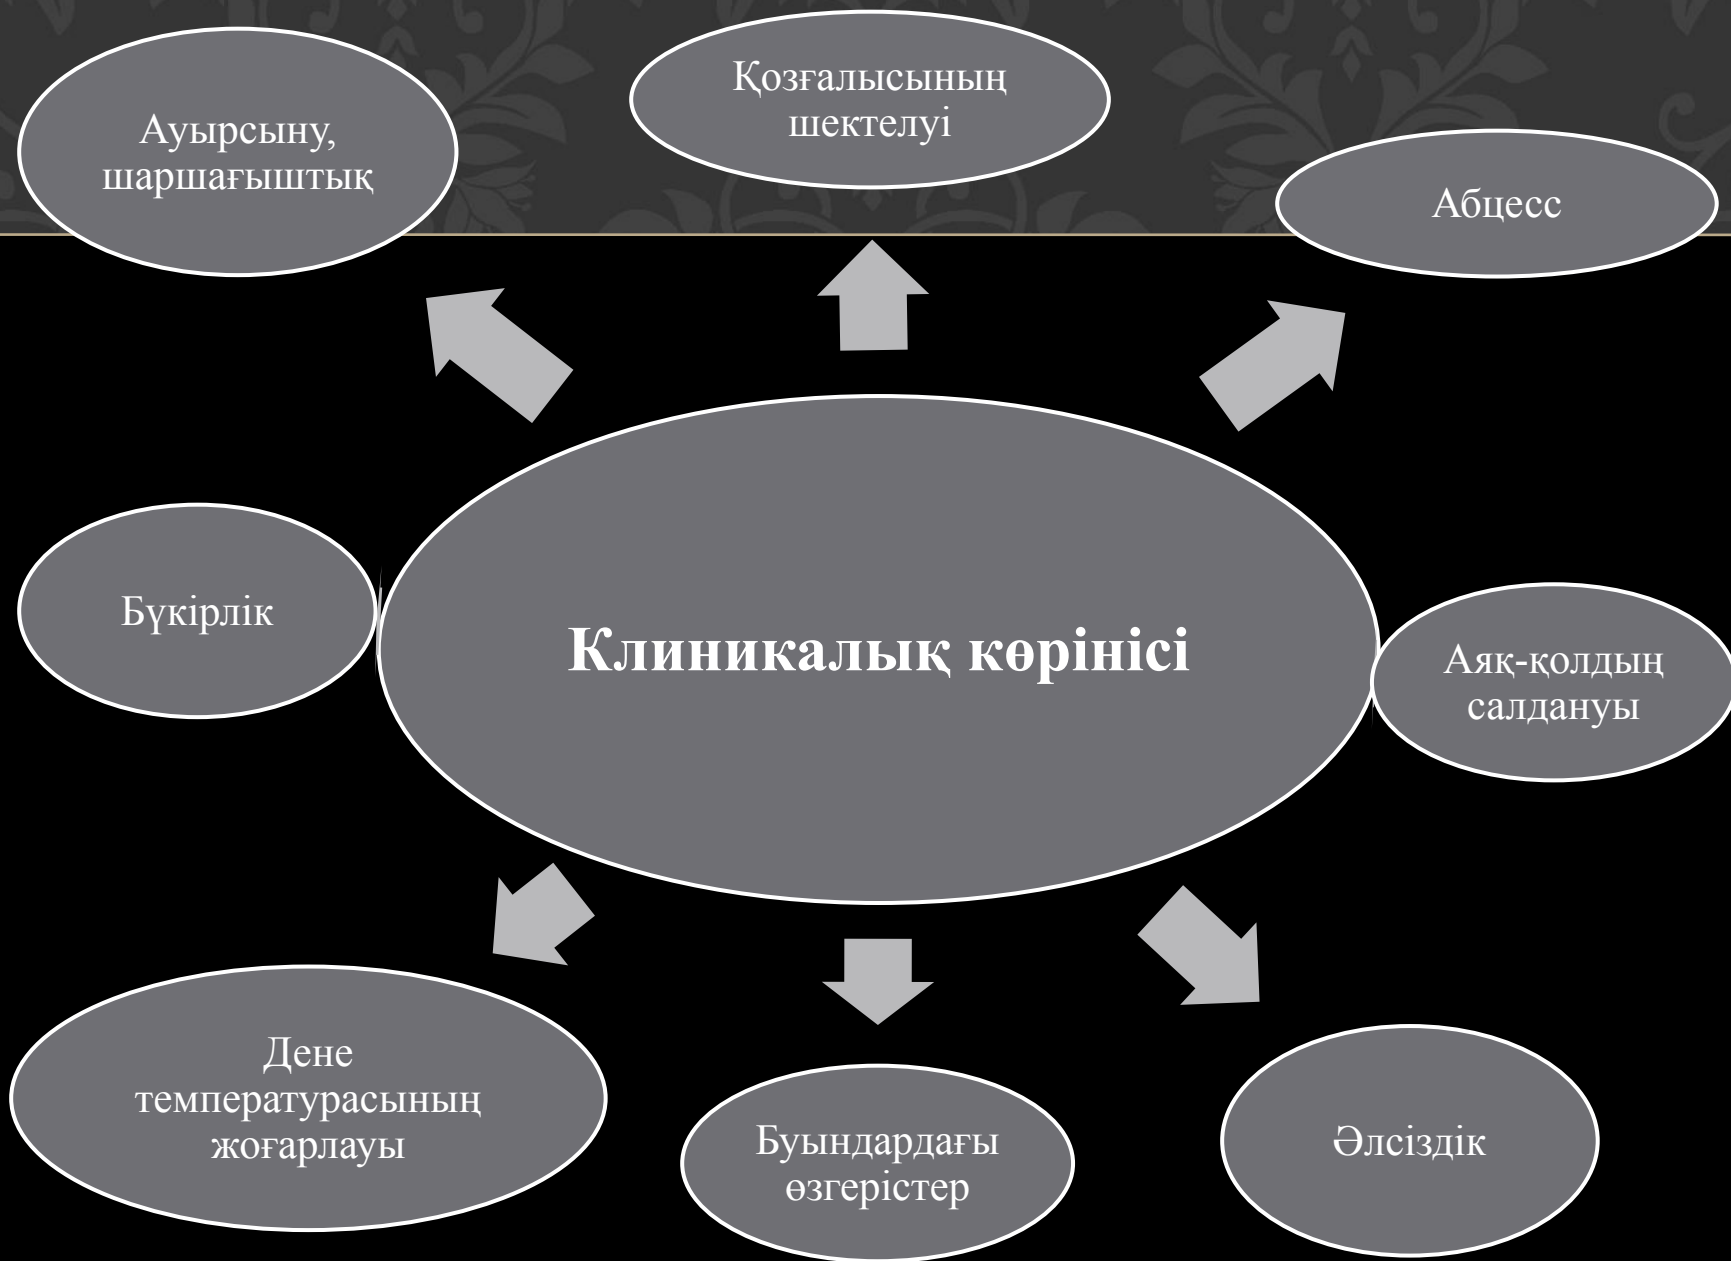 Ауырсыну,
шаршағыштық
Қозғалысының
шектелуі
Абцесс
Бүкірлік
Клиникалық көрінісі
Аяқ-қолдың
салдануы
Дене
температурасының
жоғарлауы
Буындардағы
өзгерістер
Әлсіздік